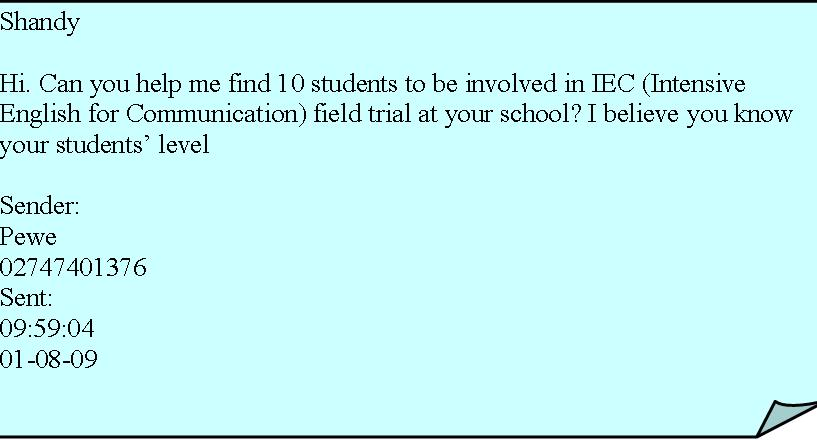 Shandy
Hi. Can you help me find 10 students to be involved in IEC (Intensive
English for Communication) field trial at your school? I believe you know
your students’ level
Sender:
Pewe
02747401376
Sent:
09:59:04
01-08-09